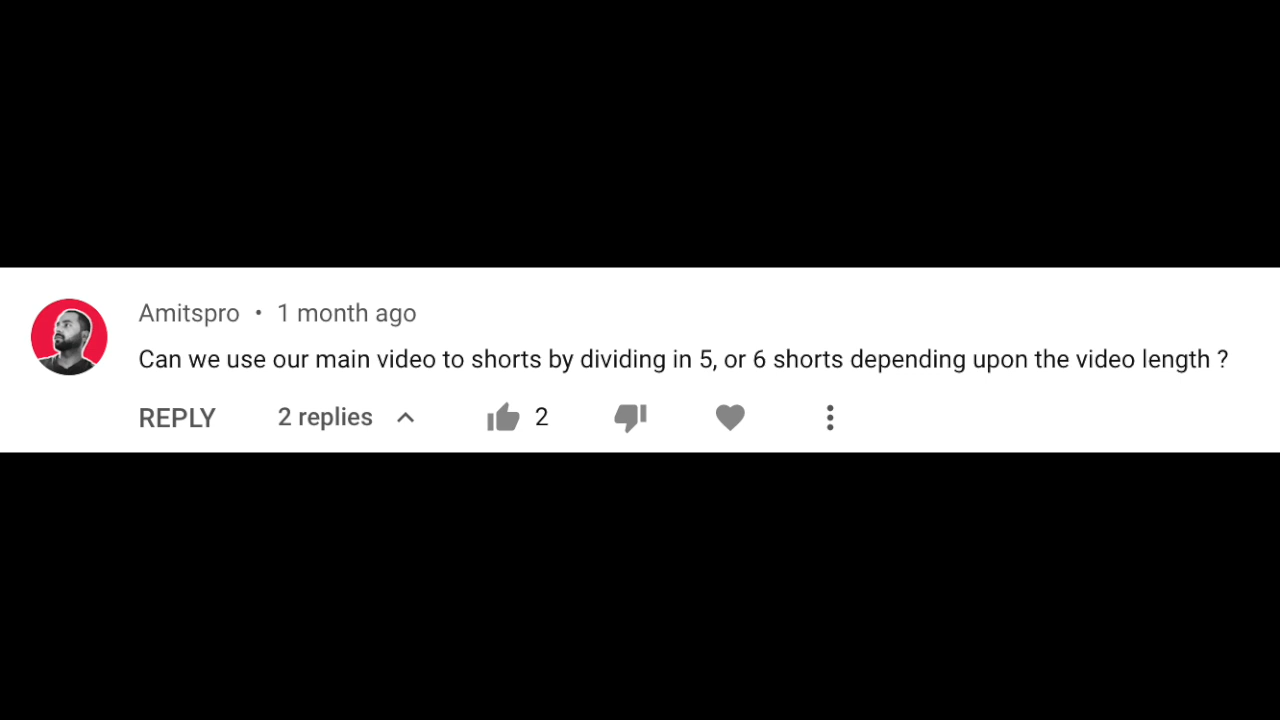 Amitspro • 1 month ago
Can we use our main video to shorts by dividing in 5, or 6 shorts depending upon the video length ?
REPLY 2 replies 2